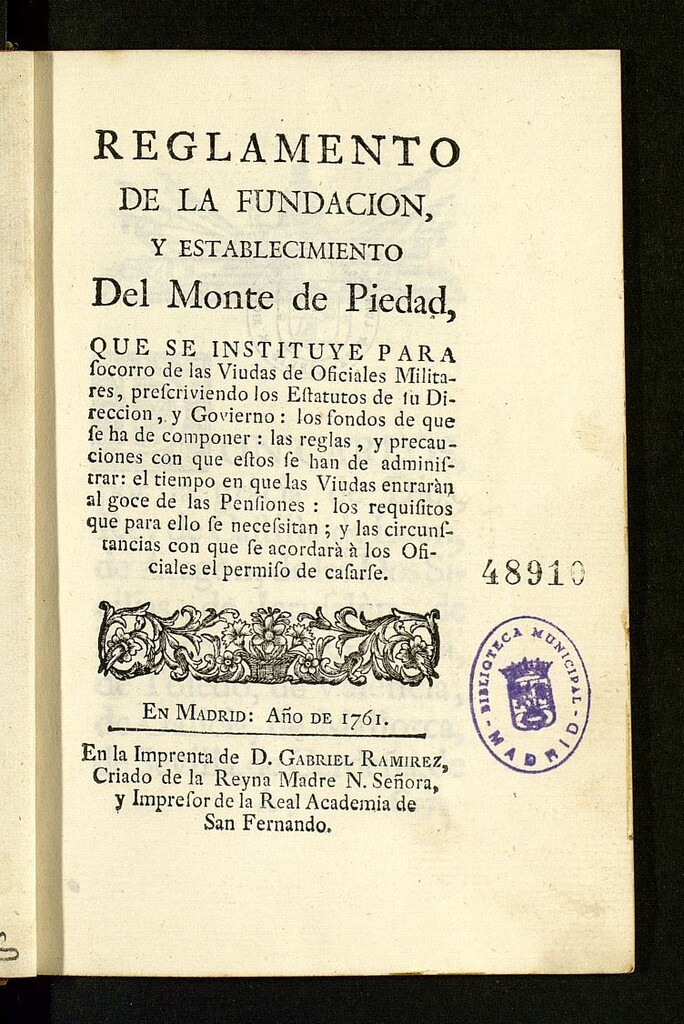 REGLAMENTO
DE LA FUNDACION,
Y ESTABLECIMIENTO
Del Monte de Piedad,
QUE SE INSTITUYE PARA
ſocorro de las Viudas de Oficiales Milita-
res, preſcriviendo los Eſtatutos de ſu Di-
reccion, y Govierno: los fondos de que
ſe ha de componer: las reglas, y precau-
ciones con que eſtos ſe han de adminiſ-
trar: el tiempo en que las Viudas entraràn
al goce de las Penſiones: los requiſitos
que para ello ſe neceſsitan; y las circunſ-
tancias con que ſe acordarà à los Ofi-
ciales el permiſo de caſarſe.
48910
BIBLIOTECA MUNICIPAL
-MADRID-
EN MADRID: AÑO DE 1761.
En la Imprenta de D. GABRIEL RAMIREZ,
Criado de la Reyna Madre N. Señora,
y Impreſor de la Real Academia de
San Fernando.